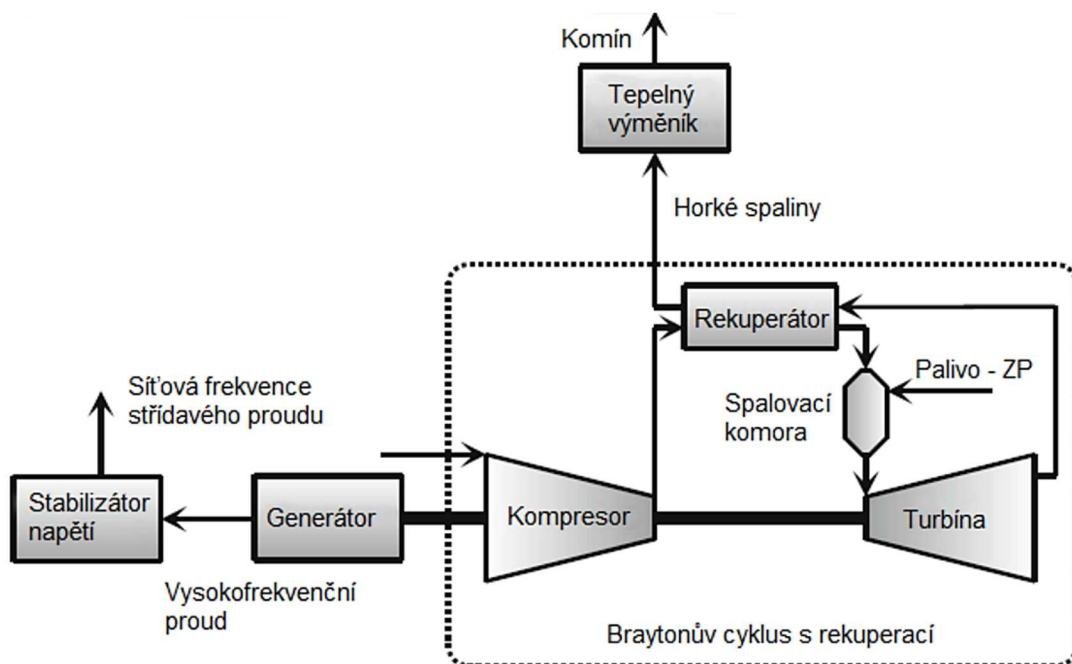 Komín
Tepelný
výměník
Horké spaliny
Rekuperátor
Palivo - ZP
Síťová frekvence
střídavého proudu
Spalovací
komora
Stabilizátor
napětí
Generátor
Kompresor
Turbína
Vysokofrekvenční
proud
Braytonův cyklus s rekuperací